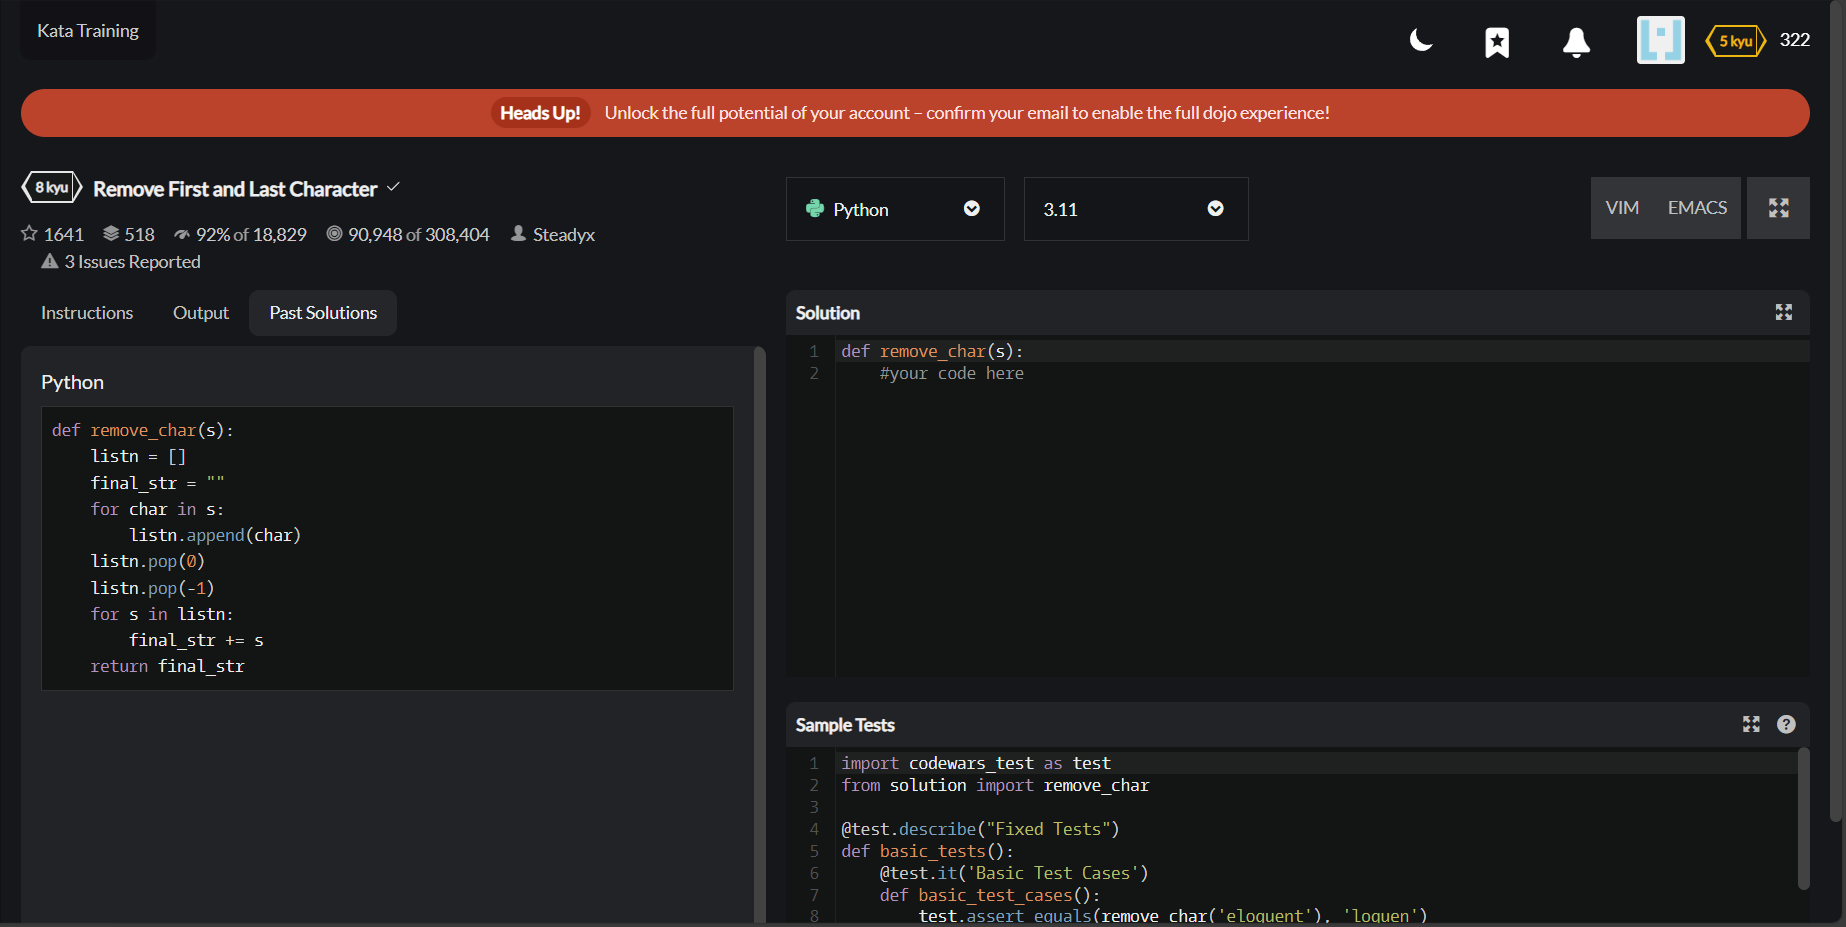 Kata Training
5 kyu 322
Heads Up! Unlock the full potential of your account – confirm your email to enable the full dojo experience!
8 kyu Remove First and Last Character
1641 518 92% of 18,829 90,948 of 308,404 Steadyx
3 Issues Reported
Python 3.11
VIM EMACS
Instructions Output Past Solutions
Python
def remove_char(s):
    listn = []
    final_str = ""
    for char in s:
        listn.append(char)
    listn.pop(0)
    listn.pop(-1)
    for s in listn:
        final_str += s
    return final_str
Solution
1 def remove_char(s):
2     #your code here
Sample Tests
?
1 import codewars_test as test
2 from solution import remove_char
3
4 @test.describe("Fixed Tests")
5 def basic_tests():
6     @test.it('Basic Test Cases')
7     def basic_test_cases():
8         test.assert_equals(remove_char('eloquent'), 'loquen')